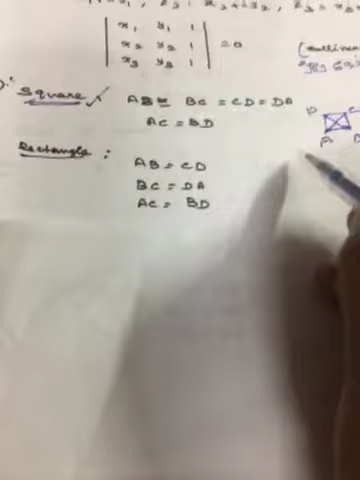 | x₁ y₁ 1 |
| x₂ y₂ 1 | = 0
| x₃ y₃ 1 |
Square ✓ AB = BC = CD = DA
AC = BD
D
A
Rectangle :
AB = CD
BC = DA
AC = BD